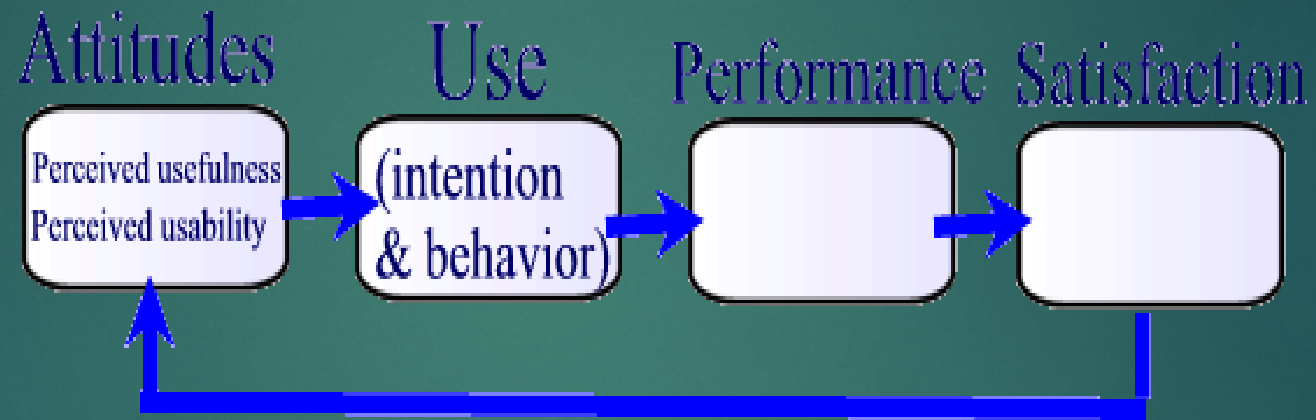 Attitudes Use Performance Satisfaction
Perceived usefulness
Perceived usability
(intention
& behavior)